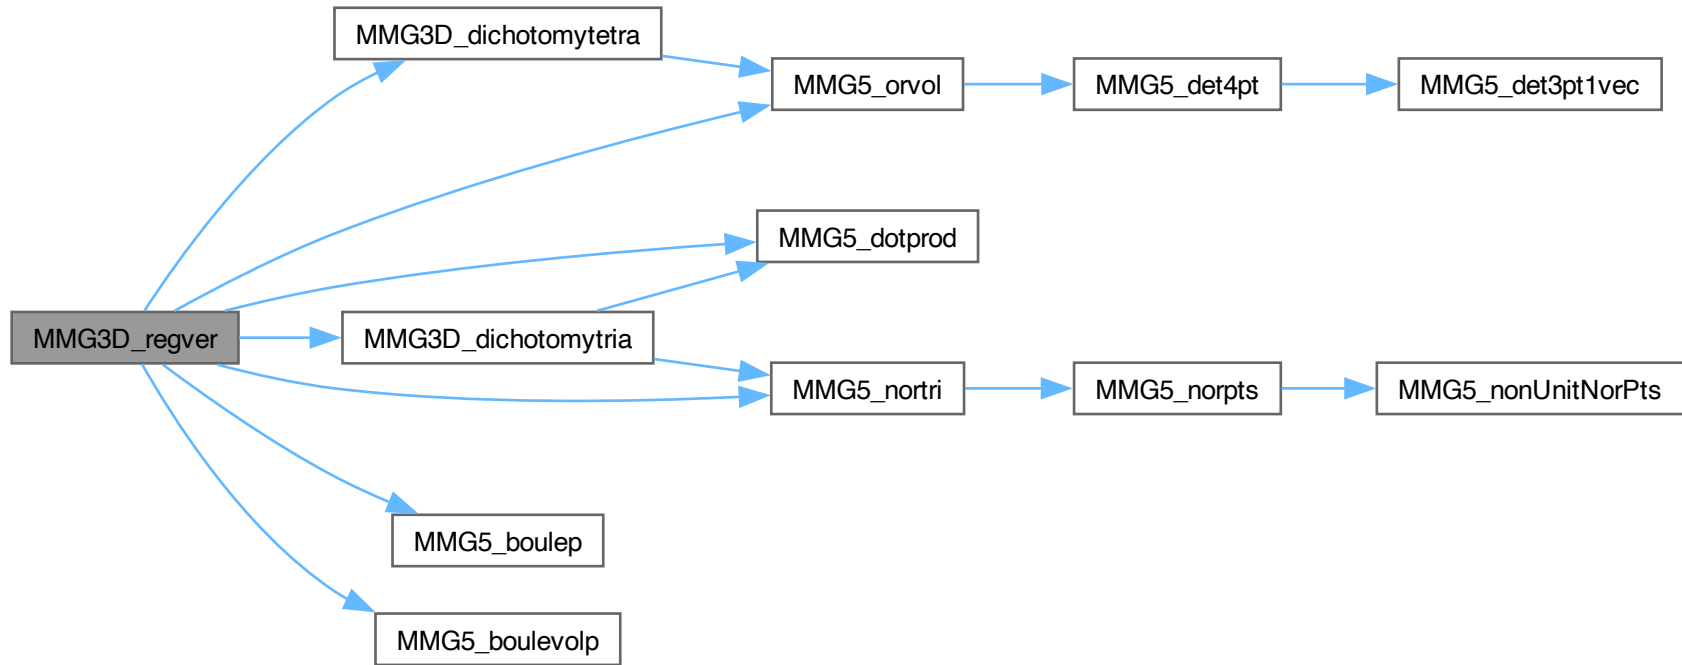 MMG3D_dichotomytetra
MMG5_orvol
MMG5_det4pt
MMG5_det3pt1vec
MMG5_dotprod
MMG3D_regver
MMG3D_dichotomytria
MMG5_nortri
MMG5_norpts
MMG5_nonUnitNorPts
MMG5_boulep
MMG5_boulevolp